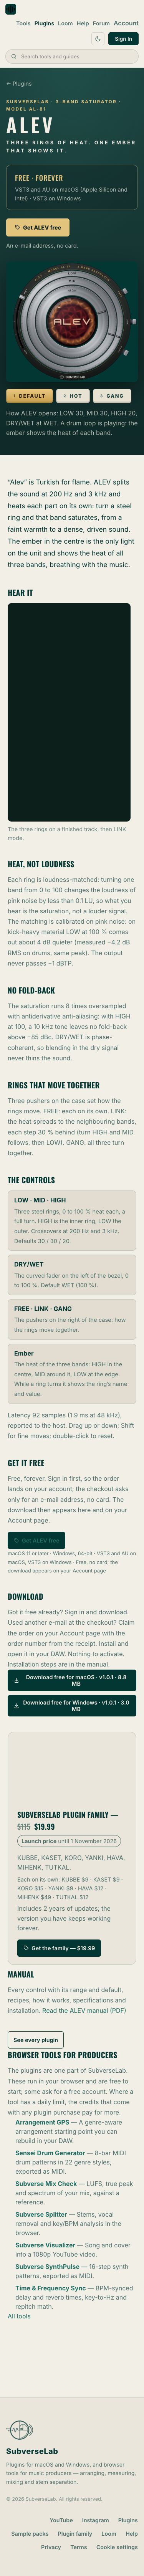 Tools Plugins Loom Help Forum Account
Sign In
Search tools and guides
← Plugins
SUBVERSELAB · 3-BAND SATURATOR ·
MODEL AL-81
ALEV
THREE RINGS OF HEAT, ONE EMBER
THAT SHOWS IT.
FREE · FOREVER
VST3 and AU on macOS (Apple Silicon and
Intel) · VST3 on Windows
Get ALEV free
An e-mail address, no card.
ALEV
SUBVERSELAB
1 DEFAULT
2 HOT
3 GANG
How ALEV opens: LOW 30, MID 30, HIGH 20,
DRY/WET at WET. A drum loop is playing: the
ember shows the heat of each band.
“Alev” is Turkish for flame. ALEV splits
the sound at 200 Hz and 3 kHz and
heats each part on its own: turn a steel
ring and that band saturates, from a
faint warmth to a dense, driven sound.
The ember in the centre is the only light
on the unit and shows the heat of all
three bands, breathing with the music.
HEAR IT
The three rings on a finished track, then LINK
mode.
HEAT, NOT LOUDNESS
Each ring is loudness-matched: turning one
band from 0 to 100 changes the loudness of
pink noise by less than 0.1 LU, so what you
hear is the saturation, not a louder signal.
The matching is calibrated on pink noise: on
kick-heavy material LOW at 100 % comes
out about 4 dB quieter (measured −4.2 dB
RMS on drums, same peak). The output
never passes −1 dBTP.
NO FOLD-BACK
The saturation runs 8 times oversampled
with antiderivative anti-aliasing: with HIGH
at 100, a 10 kHz tone leaves no fold-back
above −85 dBc. DRY/WET is phase-
coherent, so blending in the dry signal
never thins the sound.
RINGS THAT MOVE TOGETHER
Three pushers on the case set how the
rings move. FREE: each on its own. LINK:
the heat spreads to the neighbouring bands,
each step 30 % behind (turn HIGH and MID
follows, then LOW). GANG: all three turn
together.
THE CONTROLS
LOW · MID · HIGH
Three steel rings, 0 to 100 % heat each, a
full turn. HIGH is the inner ring, LOW the
outer. Crossovers at 200 Hz and 3 kHz.
Defaults 30 / 30 / 20.
DRY/WET
The curved fader on the left of the bezel, 0
to 100 %. Default WET (100 %).
FREE · LINK · GANG
The pushers on the right of the case: how
the rings move together.
Ember
The heat of the three bands: HIGH in the
centre, MID around it, LOW at the edge.
While a ring turns it shows the ring’s name
and value.
Latency 92 samples (1.9 ms at 48 kHz),
reported to the host. Drag up or down; Shift
for fine moves; double-click to reset.
GET IT FREE
Free, forever. Sign in first, so the order
lands on your account; the checkout asks
only for an e-mail address, no card. The
download then appears here and on your
Account page.
Get ALEV free
macOS 11 or later · Windows, 64-bit · VST3 and AU on
macOS, VST3 on Windows · Free, no card; the
download appears on your Account page
DOWNLOAD
Got it free already? Sign in and download.
Used another e-mail at the checkout? Claim
the order on your Account page with the
order number from the receipt. Install and
open it in your DAW. Nothing to activate.
Installation steps are in the manual.
Download free for macOS · v1.0.1 · 8.8
MB
Download free for Windows · v1.0.1 · 3.0
MB
SUBVERSELAB PLUGIN FAMILY —
$115 $19.99
Launch price until 1 November 2026
KUBBE, KASET, KORO, YANKI, HAVA,
MIHENK, TUTKAL.
Each on its own: KUBBE $9 · KASET $9 ·
KORO $15 · YANKI $9 · HAVA $12 ·
MIHENK $49 · TUTKAL $12
Includes 2 years of updates; the
version you have keeps working
forever.
Get the family — $19.99
MANUAL
Every control with its range and default,
recipes, how it works, specifications and
installation. Read the ALEV manual (PDF)
See every plugin
BROWSER TOOLS FOR PRODUCERS
The plugins are one part of SubverseLab.
These run in your browser and are free to
start; some ask for a free account. Where a
tool has a daily limit, the credits that come
with any plugin purchase pay for more.
Arrangement GPS — A genre-aware
arrangement starting point you can
rebuild in your DAW.
Sensei Drum Generator — 8-bar MIDI
drum patterns in 22 genre styles,
exported as MIDI.
Subverse Mix Check — LUFS, true peak
and spectrum of your mix, against a
reference.
Subverse Splitter — Stems, vocal
removal and key/BPM analysis in the
browser.
Subverse Visualizer — Song and cover
into a 1080p YouTube video.
Subverse SynthPulse — 16-step synth
patterns, exported as MIDI.
Time & Frequency Sync — BPM-synced
delay and reverb times, key-to-Hz and
repitch math.
All tools
SubverseLab
Plugins for macOS and Windows, and browser
tools for music producers — arranging, measuring,
mixing and stem separation.
© 2026 SubverseLab. All rights reserved.
YouTube Instagram Plugins
Sample packs Plugin family Loom Help
Privacy Terms Cookie settings